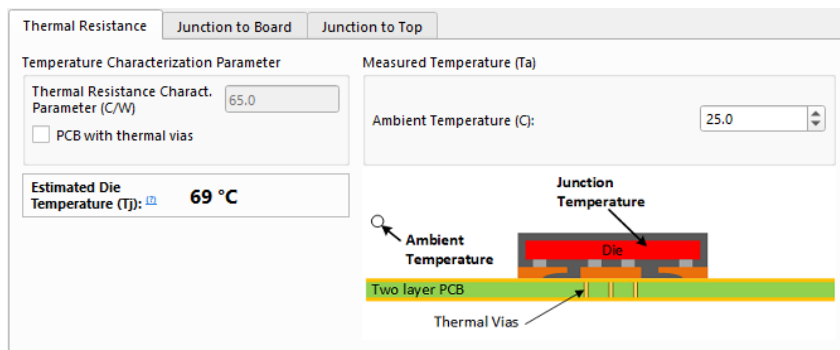 Thermal Resistance
Junction to Board
Junction to Top
Temperature Characterization Parameter
Thermal Resistance Charact.
Parameter (C/W)
65.0
PCB with thermal vias
Estimated Die
Temperature (Tj): [?]
69 °C
Measured Temperature (Ta)
Ambient Temperature (C):
25.0
Junction
Temperature
Ambient
Temperature
Die
Two layer PCB
Thermal Vias